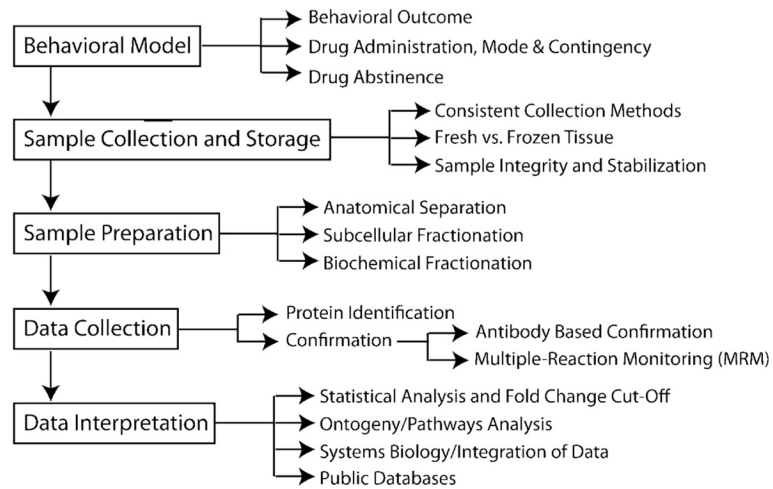 Behavioral Model
Behavioral Outcome
Drug Administration, Mode & Contingency
Drug Abstinence
Sample Collection and Storage
Consistent Collection Methods
Fresh vs. Frozen Tissue
Sample Integrity and Stabilization
Sample Preparation
Anatomical Separation
Subcellular Fractionation
Biochemical Fractionation
Data Collection
Protein Identification
Confirmation
Antibody Based Confirmation
Multiple-Reaction Monitoring (MRM)
Data Interpretation
Statistical Analysis and Fold Change Cut-Off
Ontogeny/Pathways Analysis
Systems Biology/Integration of Data
Public Databases